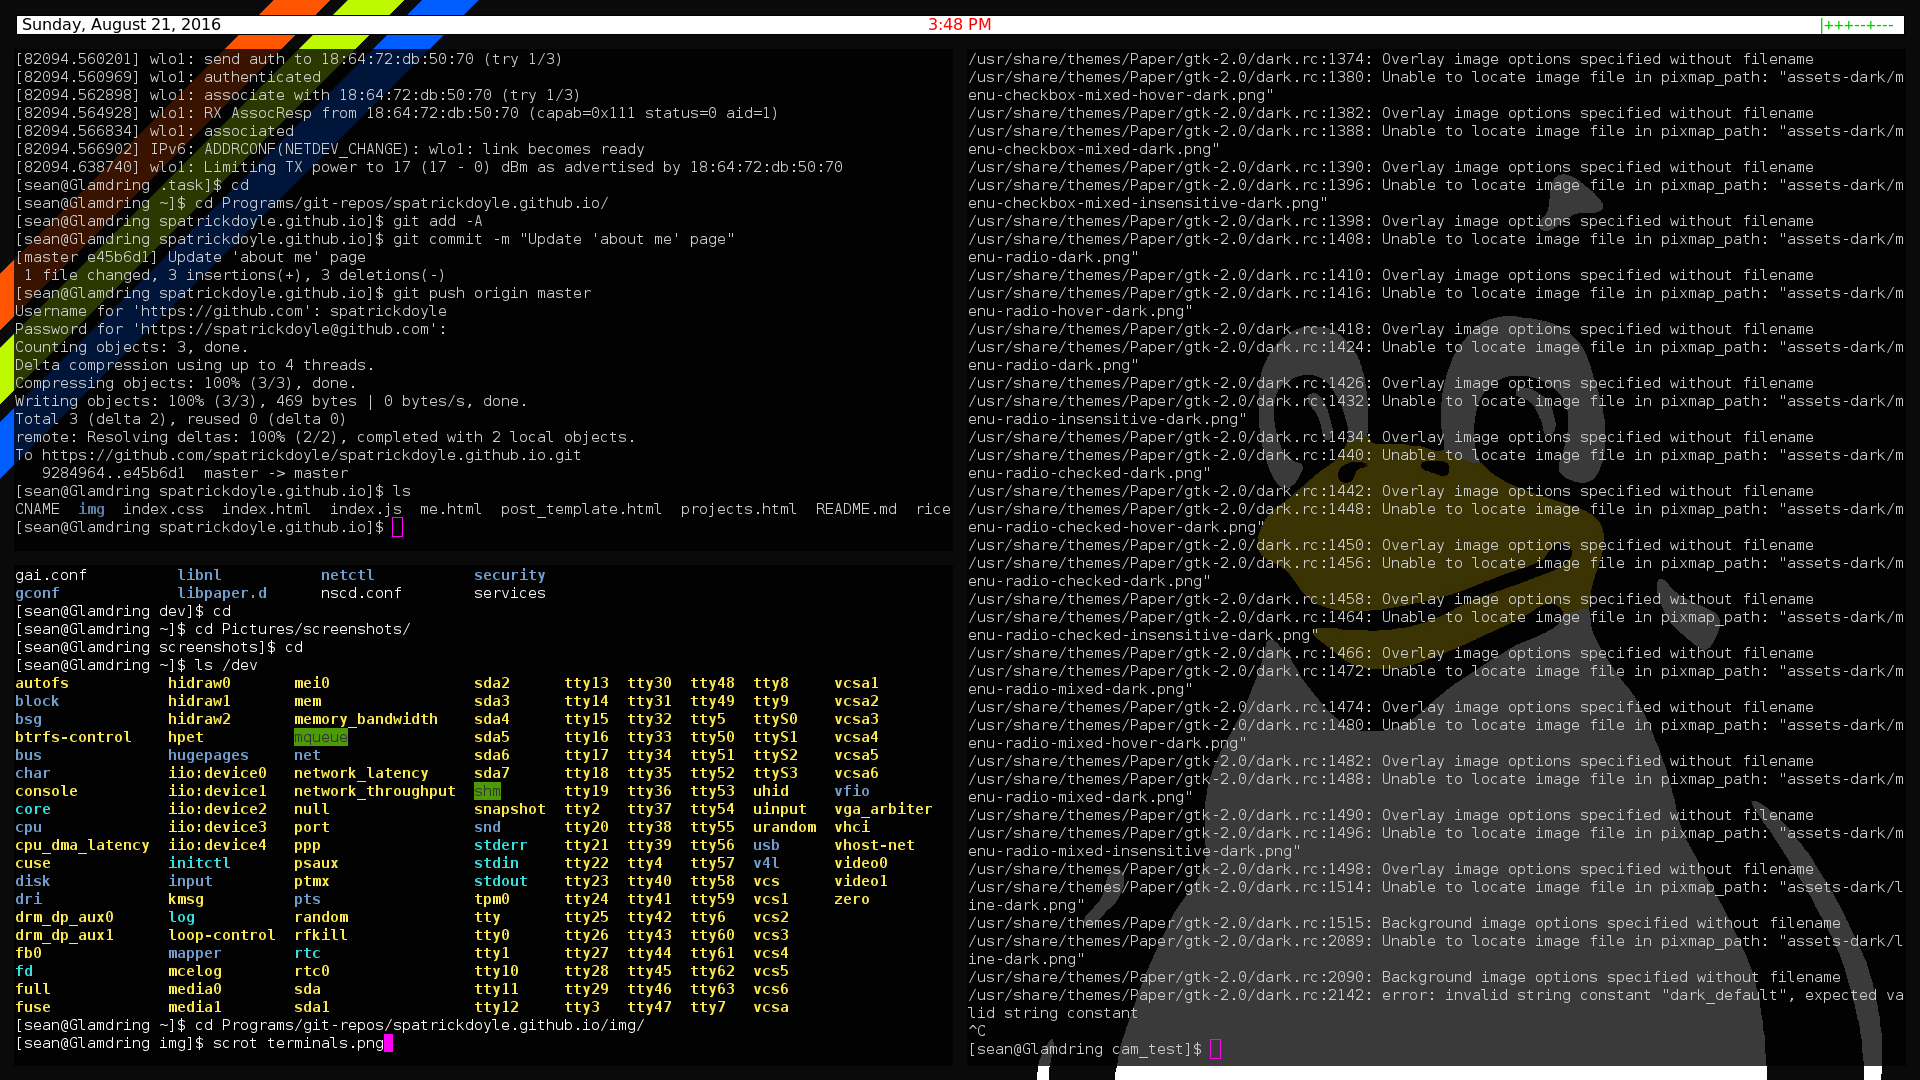 Sunday, August 21, 2016 3:48 PM |+++--+---
[82094.560201] wlo1: send auth to 18:64:72:db:50:70 (try 1/3)
[82094.560969] wlo1: authenticated
[82094.562898] wlo1: associate with 18:64:72:db:50:70 (try 1/3)
[82094.564928] wlo1: RX AssocResp from 18:64:72:db:50:70 (capab=0x111 status=0 aid=1)
[82094.566834] wlo1: associated
[82094.566902] IPv6: ADDRCONF(NETDEV_CHANGE): wlo1: link becomes ready
[82094.638740] wlo1: Limiting TX power to 17 (17 - 0) dBm as advertised by 18:64:72:db:50:70
[sean@Glamdring .task]$ cd
[sean@Glamdring ~]$ cd Programs/git-repos/spatrickdoyle.github.io/
[sean@Glamdring spatrickdoyle.github.io]$ git add -A
[sean@Glamdring spatrickdoyle.github.io]$ git commit -m "Update 'about me' page"
[master e45b6d1] Update 'about me' page
 1 file changed, 3 insertions(+), 3 deletions(-)
[sean@Glamdring spatrickdoyle.github.io]$ git push origin master
Username for 'https://github.com': spatrickdoyle
Password for 'https://spatrickdoyle@github.com':
Counting objects: 3, done.
Delta compression using up to 4 threads.
Compressing objects: 100% (3/3), done.
Writing objects: 100% (3/3), 469 bytes | 0 bytes/s, done.
Total 3 (delta 2), reused 0 (delta 0)
remote: Resolving deltas: 100% (2/2), completed with 2 local objects.
To https://github.com/spatrickdoyle/spatrickdoyle.github.io.git
   9284964..e45b6d1  master -> master
[sean@Glamdring spatrickdoyle.github.io]$ ls
CNAME  img  index.css  index.html  index.js  me.html  post_template.html  projects.html  README.md  rice
[sean@Glamdring spatrickdoyle.github.io]$
gai.conf libnl netctl security
gconf libpaper.d nscd.conf services
[sean@Glamdring dev]$ cd
[sean@Glamdring ~]$ cd Pictures/screenshots/
[sean@Glamdring screenshots]$ cd
[sean@Glamdring ~]$ ls /dev
autofs hidraw0 mei0 sda2 tty13 tty30 tty48 tty8 vcsa1
block hidraw1 mem sda3 tty14 tty31 tty49 tty9 vcsa2
bsg hidraw2 memory_bandwidth sda4 tty15 tty32 tty5 ttyS0 vcsa3
btrfs-control hpet mqueue sda5 tty16 tty33 tty50 ttyS1 vcsa4
bus hugepages net sda6 tty17 tty34 tty51 ttyS2 vcsa5
char iio:device0 network_latency sda7 tty18 tty35 tty52 ttyS3 vcsa6
console iio:device1 network_throughput shm tty19 tty36 tty53 uhid vfio
core iio:device2 null snapshot tty2 tty37 tty54 uinput vga_arbiter
cpu iio:device3 port snd tty20 tty38 tty55 urandom vhci
cpu_dma_latency iio:device4 ppp stderr tty21 tty39 tty56 usb vhost-net
cuse initctl psaux stdin tty22 tty4 tty57 v4l video0
disk input ptmx stdout tty23 tty40 tty58 vcs video1
dri kmsg pts tpm0 tty24 tty41 tty59 vcs1 zero
drm_dp_aux0 log random tty tty25 tty42 tty6 vcs2
drm_dp_aux1 loop-control rfkill tty0 tty26 tty43 tty60 vcs3
fb0 mapper rtc tty1 tty27 tty44 tty61 vcs4
fd mcelog rtc0 tty10 tty28 tty45 tty62 vcs5
full media0 sda tty11 tty29 tty46 tty63 vcs6
fuse media1 sda1 tty12 tty3 tty47 tty7 vcsa
[sean@Glamdring ~]$ cd Programs/git-repos/spatrickdoyle.github.io/img/
[sean@Glamdring img]$ scrot terminals.png
/usr/share/themes/Paper/gtk-2.0/dark.rc:1374: Overlay image options specified without filename
/usr/share/themes/Paper/gtk-2.0/dark.rc:1380: Unable to locate image file in pixmap_path: "assets-dark/m
enu-checkbox-mixed-hover-dark.png"
/usr/share/themes/Paper/gtk-2.0/dark.rc:1382: Overlay image options specified without filename
/usr/share/themes/Paper/gtk-2.0/dark.rc:1388: Unable to locate image file in pixmap_path: "assets-dark/m
enu-checkbox-mixed-dark.png"
/usr/share/themes/Paper/gtk-2.0/dark.rc:1390: Overlay image options specified without filename
/usr/share/themes/Paper/gtk-2.0/dark.rc:1396: Unable to locate image file in pixmap_path: "assets-dark/m
enu-checkbox-mixed-insensitive-dark.png"
/usr/share/themes/Paper/gtk-2.0/dark.rc:1398: Overlay image options specified without filename
/usr/share/themes/Paper/gtk-2.0/dark.rc:1408: Unable to locate image file in pixmap_path: "assets-dark/m
enu-radio-dark.png"
/usr/share/themes/Paper/gtk-2.0/dark.rc:1410: Overlay image options specified without filename
/usr/share/themes/Paper/gtk-2.0/dark.rc:1416: Unable to locate image file in pixmap_path: "assets-dark/m
enu-radio-hover-dark.png"
/usr/share/themes/Paper/gtk-2.0/dark.rc:1418: Overlay image options specified without filename
/usr/share/themes/Paper/gtk-2.0/dark.rc:1424: Unable to locate image file in pixmap_path: "assets-dark/m
enu-radio-dark.png"
/usr/share/themes/Paper/gtk-2.0/dark.rc:1426: Overlay image options specified without filename
/usr/share/themes/Paper/gtk-2.0/dark.rc:1432: Unable to locate image file in pixmap_path: "assets-dark/m
enu-radio-insensitive-dark.png"
/usr/share/themes/Paper/gtk-2.0/dark.rc:1434: Overlay image options specified without filename
/usr/share/themes/Paper/gtk-2.0/dark.rc:1440: Unable to locate image file in pixmap_path: "assets-dark/m
enu-radio-checked-dark.png"
/usr/share/themes/Paper/gtk-2.0/dark.rc:1442: Overlay image options specified without filename
/usr/share/themes/Paper/gtk-2.0/dark.rc:1448: Unable to locate image file in pixmap_path: "assets-dark/m
enu-radio-checked-hover-dark.png"
/usr/share/themes/Paper/gtk-2.0/dark.rc:1450: Overlay image options specified without filename
/usr/share/themes/Paper/gtk-2.0/dark.rc:1456: Unable to locate image file in pixmap_path: "assets-dark/m
enu-radio-checked-dark.png"
/usr/share/themes/Paper/gtk-2.0/dark.rc:1458: Overlay image options specified without filename
/usr/share/themes/Paper/gtk-2.0/dark.rc:1464: Unable to locate image file in pixmap_path: "assets-dark/m
enu-radio-checked-insensitive-dark.png"
/usr/share/themes/Paper/gtk-2.0/dark.rc:1466: Overlay image options specified without filename
/usr/share/themes/Paper/gtk-2.0/dark.rc:1472: Unable to locate image file in pixmap_path: "assets-dark/m
enu-radio-mixed-dark.png"
/usr/share/themes/Paper/gtk-2.0/dark.rc:1474: Overlay image options specified without filename
/usr/share/themes/Paper/gtk-2.0/dark.rc:1480: Unable to locate image file in pixmap_path: "assets-dark/m
enu-radio-mixed-hover-dark.png"
/usr/share/themes/Paper/gtk-2.0/dark.rc:1482: Overlay image options specified without filename
/usr/share/themes/Paper/gtk-2.0/dark.rc:1488: Unable to locate image file in pixmap_path: "assets-dark/m
enu-radio-mixed-dark.png"
/usr/share/themes/Paper/gtk-2.0/dark.rc:1490: Overlay image options specified without filename
/usr/share/themes/Paper/gtk-2.0/dark.rc:1496: Unable to locate image file in pixmap_path: "assets-dark/m
enu-radio-mixed-insensitive-dark.png"
/usr/share/themes/Paper/gtk-2.0/dark.rc:1498: Overlay image options specified without filename
/usr/share/themes/Paper/gtk-2.0/dark.rc:1514: Unable to locate image file in pixmap_path: "assets-dark/l
ine-dark.png"
/usr/share/themes/Paper/gtk-2.0/dark.rc:1515: Background image options specified without filename
/usr/share/themes/Paper/gtk-2.0/dark.rc:2089: Unable to locate image file in pixmap_path: "assets-dark/l
ine-dark.png"
/usr/share/themes/Paper/gtk-2.0/dark.rc:2090: Background image options specified without filename
/usr/share/themes/Paper/gtk-2.0/dark.rc:2142: error: invalid string constant "dark_default", expected va
lid string constant
^C
[sean@Glamdring cam_test]$